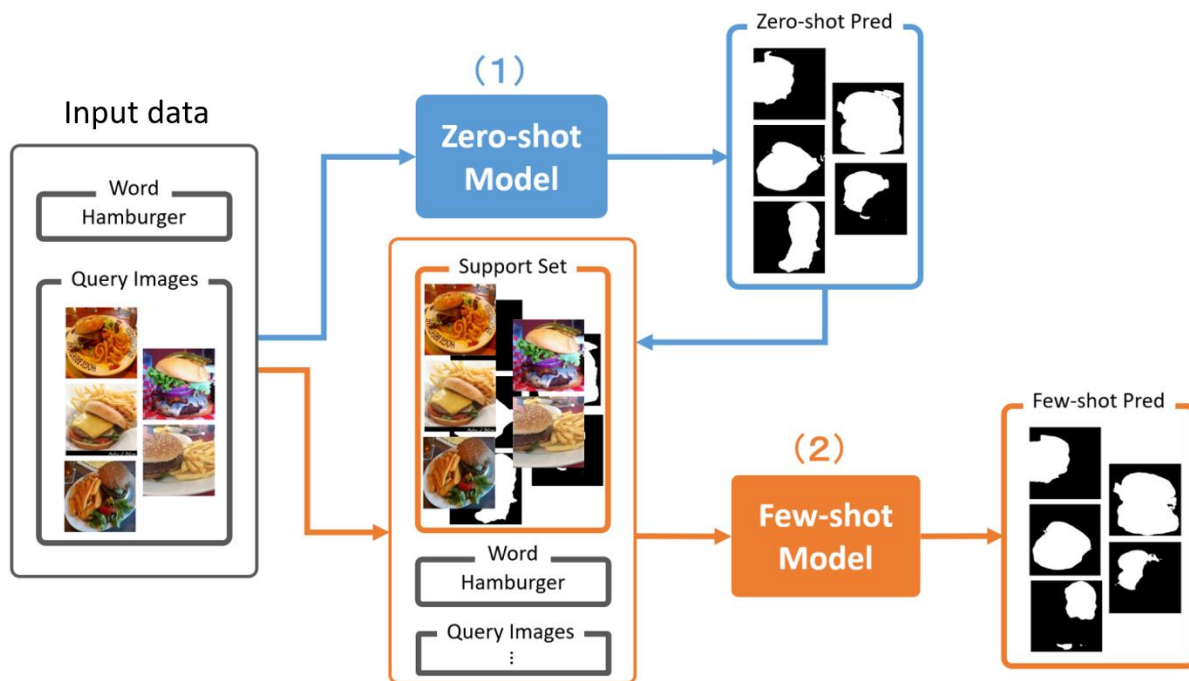 Input data
Word
Hamburger
Query Images
(1)
Zero-shot
Model
Zero-shot Pred
Support Set
Word
Hamburger
Query Images
⋮
(2)
Few-shot
Model
Few-shot Pred